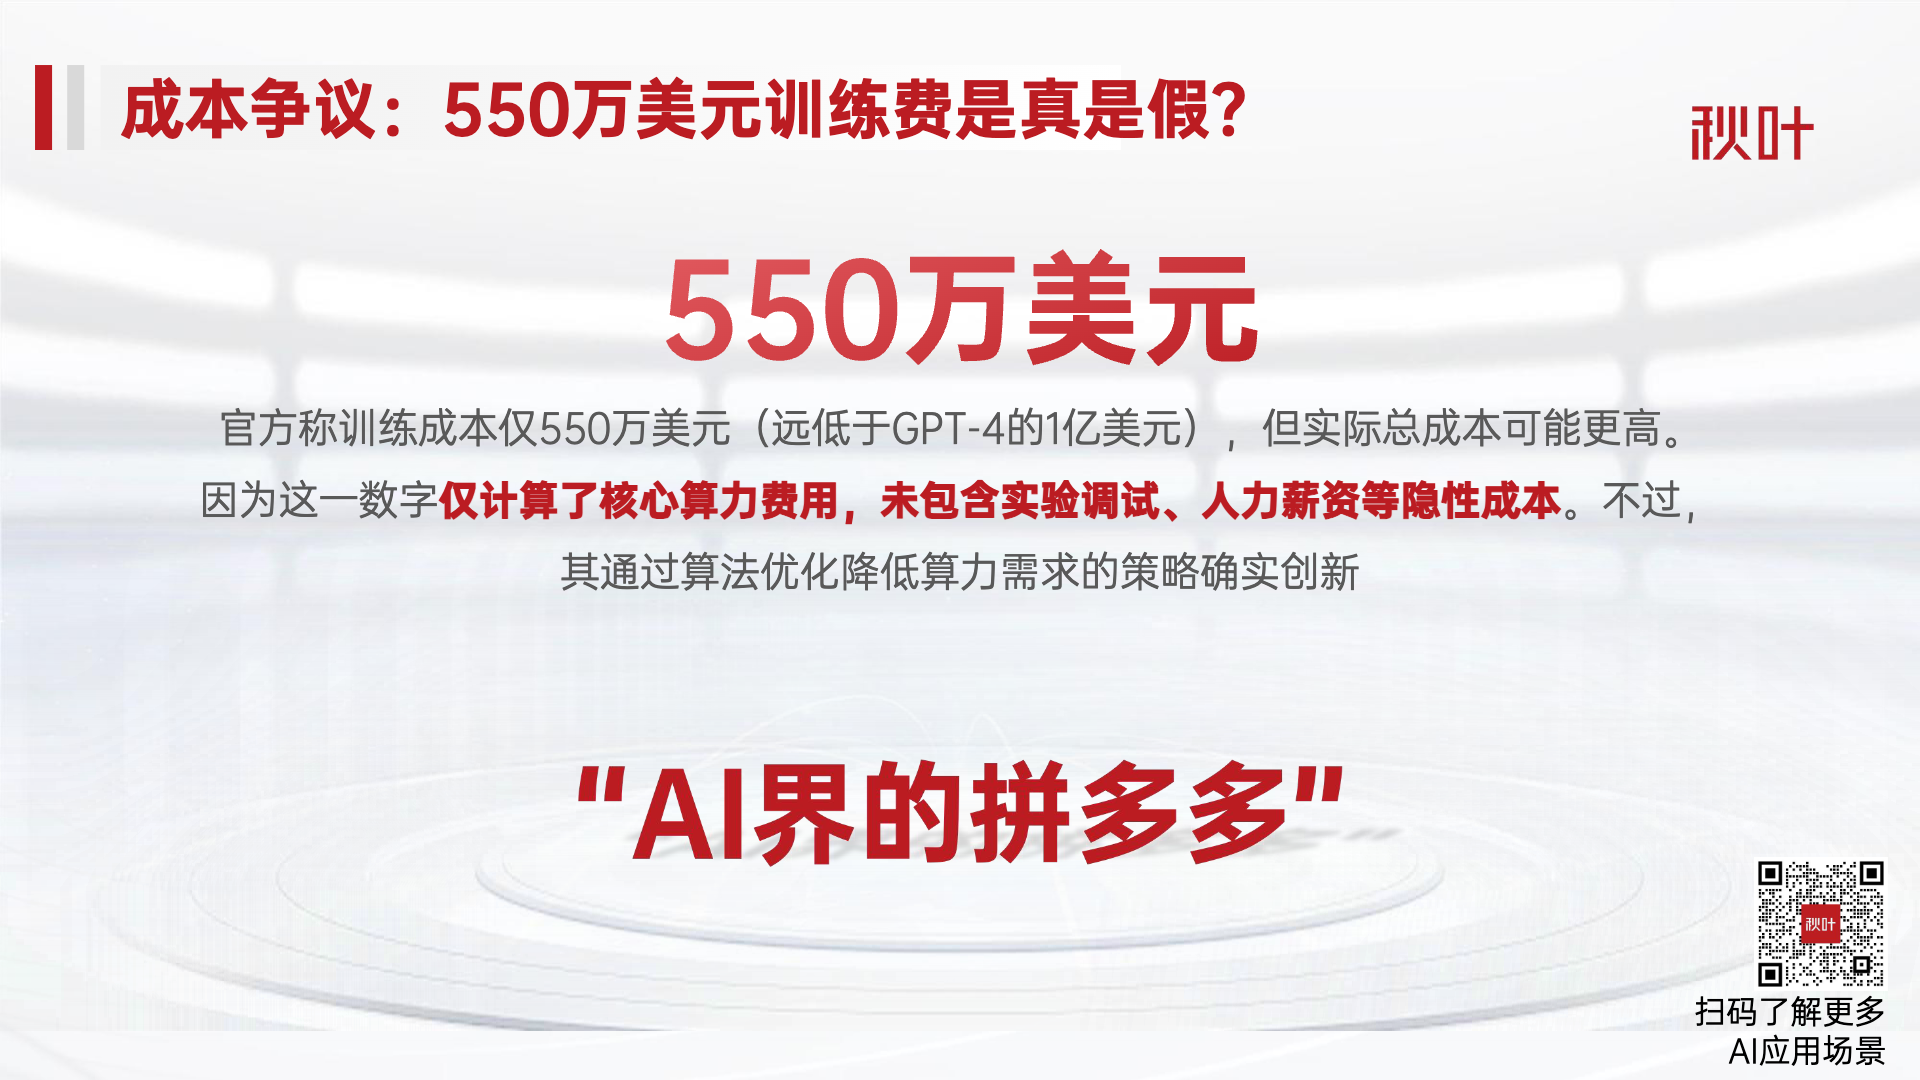 成本争议：550万美元训练费是真是假？
秋叶
550万美元
官方称训练成本仅550万美元（远低于GPT-4的1亿美元），但实际总成本可能更高。
因为这一数字仅计算了核心算力费用，未包含实验调试、人力薪资等隐性成本。不过，
其通过算法优化降低算力需求的策略确实创新
"AI界的拼多多"
秋叶
扫码了解更多
AI应用场景